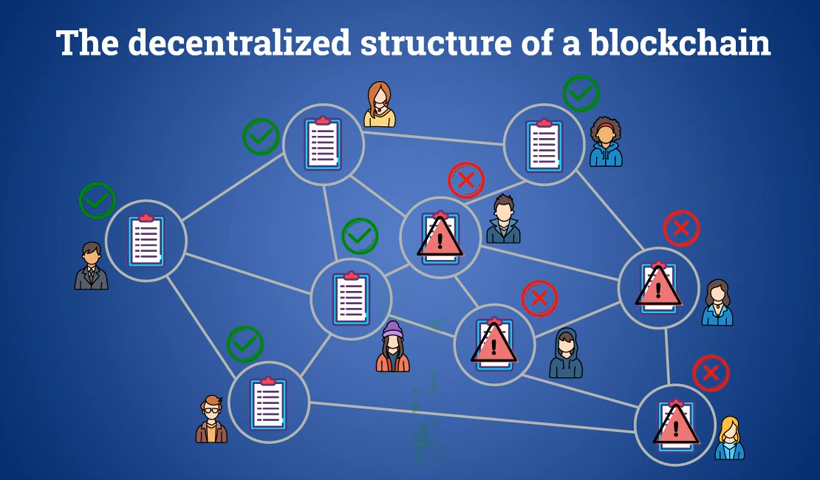 The decentralized structure of a blockchain